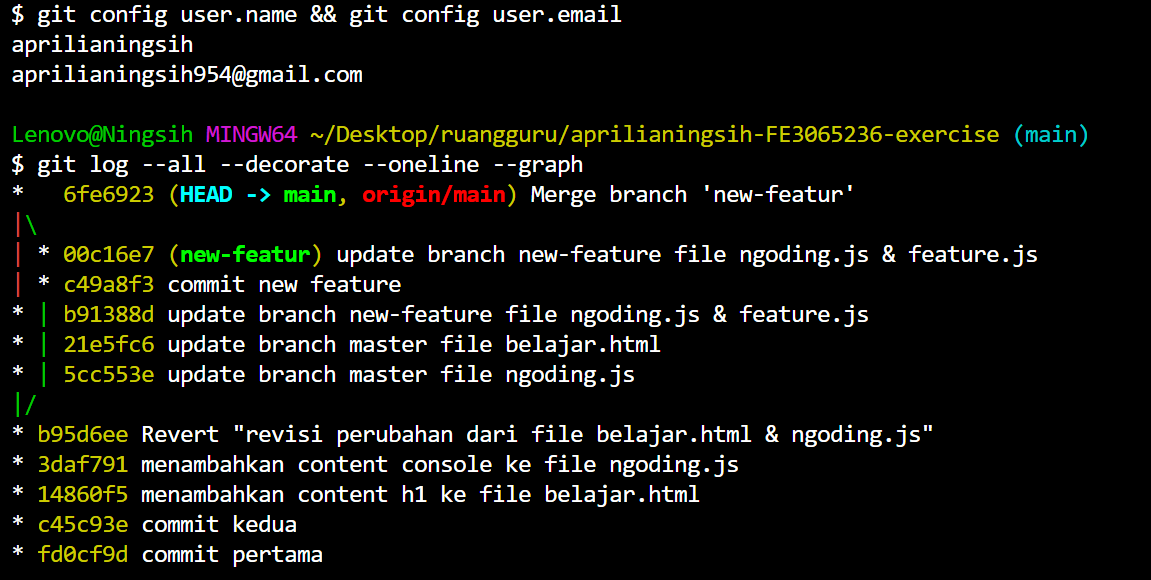 $ git config user.name && git config user.email
aprilianingsih
aprilianingsih954@gmail.com
Lenovo@Ningsih MINGW64 ~/Desktop/ruangguru/aprilianingsih-FE3065236-exercise (main)
$ git log --all --decorate --oneline --graph
*   6fe6923 (HEAD -> main, origin/main) Merge branch 'new-featur'
|\
| * 00c16e7 (new-featur) update branch new-feature file ngoding.js & feature.js
| * c49a8f3 commit new feature
* | b91388d update branch new-feature file ngoding.js & feature.js
* | 21e5fc6 update branch master file belajar.html
* | 5cc553e update branch master file ngoding.js
|/
* b95d6ee Revert "revisi perubahan dari file belajar.html & ngoding.js"
* 3daf791 menambahkan content console ke file ngoding.js
* 14860f5 menambahkan content h1 ke file belajar.html
* c45c93e commit kedua
* fd0cf9d commit pertama